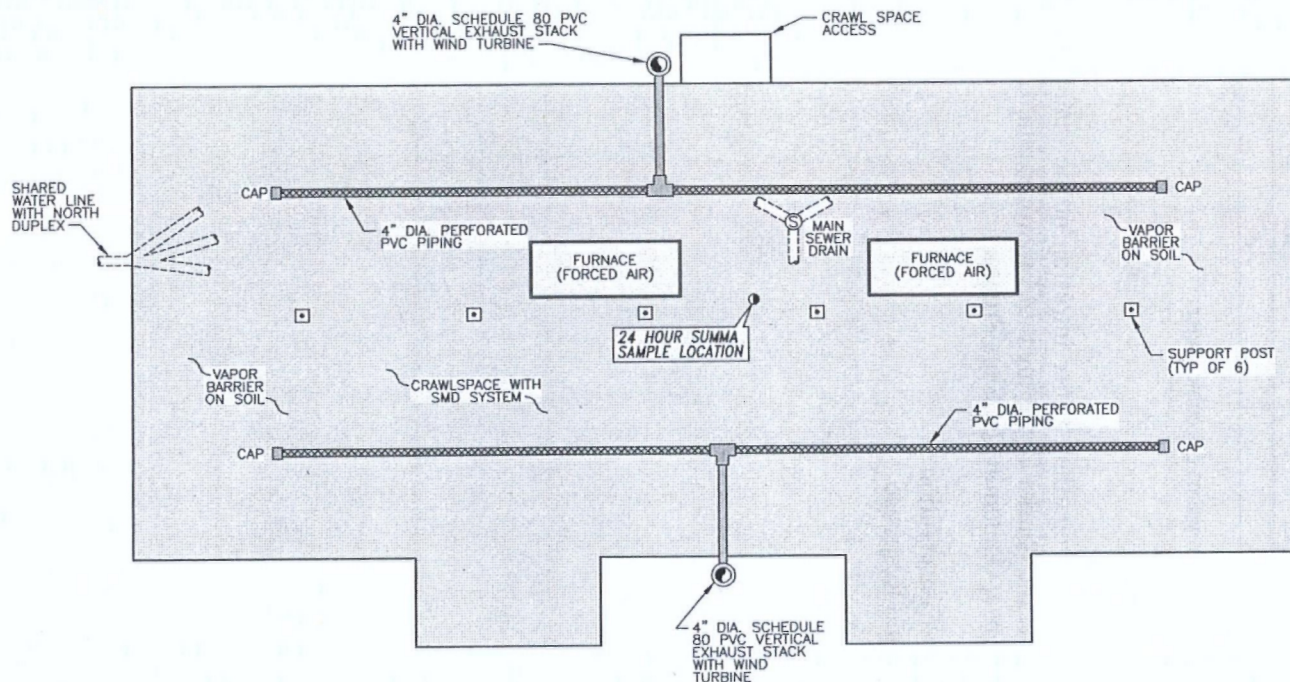 4" DIA. SCHEDULE 80 PVC
VERTICAL EXHAUST STACK
WITH WIND TURBINE
CRAWL SPACE
ACCESS
SHARED
WATER LINE
WITH NORTH
DUPLEX
CAP
CAP
4" DIA. PERFORATED
PVC PIPING
S
MAIN
SEWER
DRAIN
VAPOR
BARRIER
ON SOIL
FURNACE
(FORCED AIR)
FURNACE
(FORCED AIR)
24 HOUR SUMMA
SAMPLE LOCATION
SUPPORT POST
(TYP OF 6)
VAPOR
BARRIER
ON SOIL
CRAWLSPACE WITH
SMD SYSTEM
4" DIA. PERFORATED
PVC PIPING
CAP
CAP
4" DIA. SCHEDULE
80 PVC VERTICAL
EXHAUST STACK
WITH WIND
TURBINE